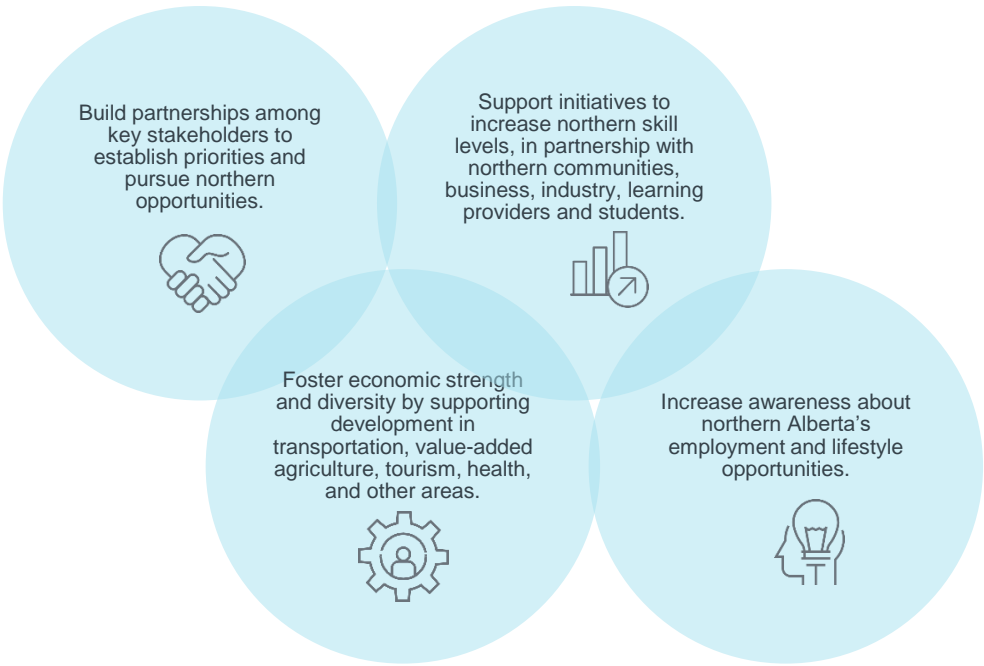 Build partnerships among
key stakeholders to
establish priorities and
pursue northern
opportunities.
Support initiatives to
increase northern skill
levels, in partnership with
northern communities,
business, industry, learning
providers and students.
Foster economic strength
and diversity by supporting
development in
transportation, value-added
agriculture, tourism, health,
and other areas.
Increase awareness about
northern Alberta’s
employment and lifestyle
opportunities.